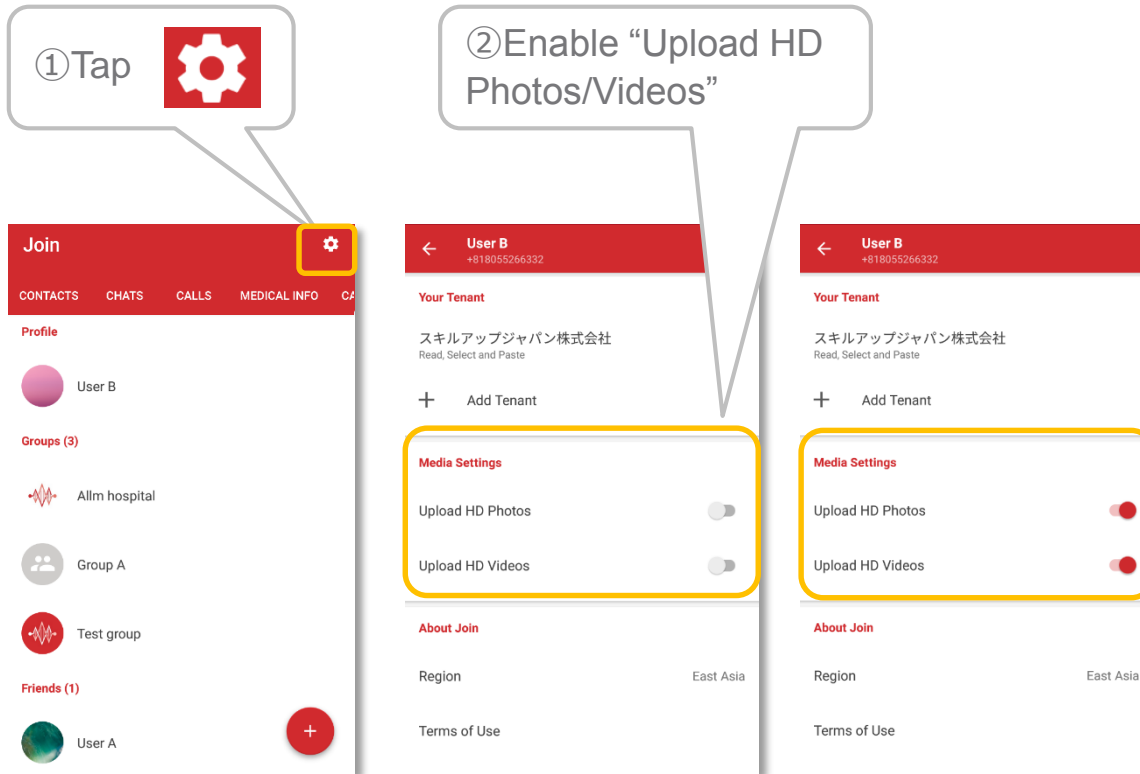 ①Tap
②Enable “Upload HD
Photos/Videos”
Join
CONTACTS CHATS CALLS MEDICAL INFO CA
Profile
User B
Groups (3)
Allm hospital
Group A
Test group
Friends (1)
User A
+
User B
+818055266332
Your Tenant
スキルアップジャパン株式会社
Read, Select and Paste
+ Add Tenant
Media Settings
Upload HD Photos
Upload HD Videos
About Join
Region East Asia
Terms of Use
User B
+818055266332
Your Tenant
スキルアップジャパン株式会社
Read, Select and Paste
+ Add Tenant
Media Settings
Upload HD Photos
Upload HD Videos
About Join
Region East Asia
Terms of Use